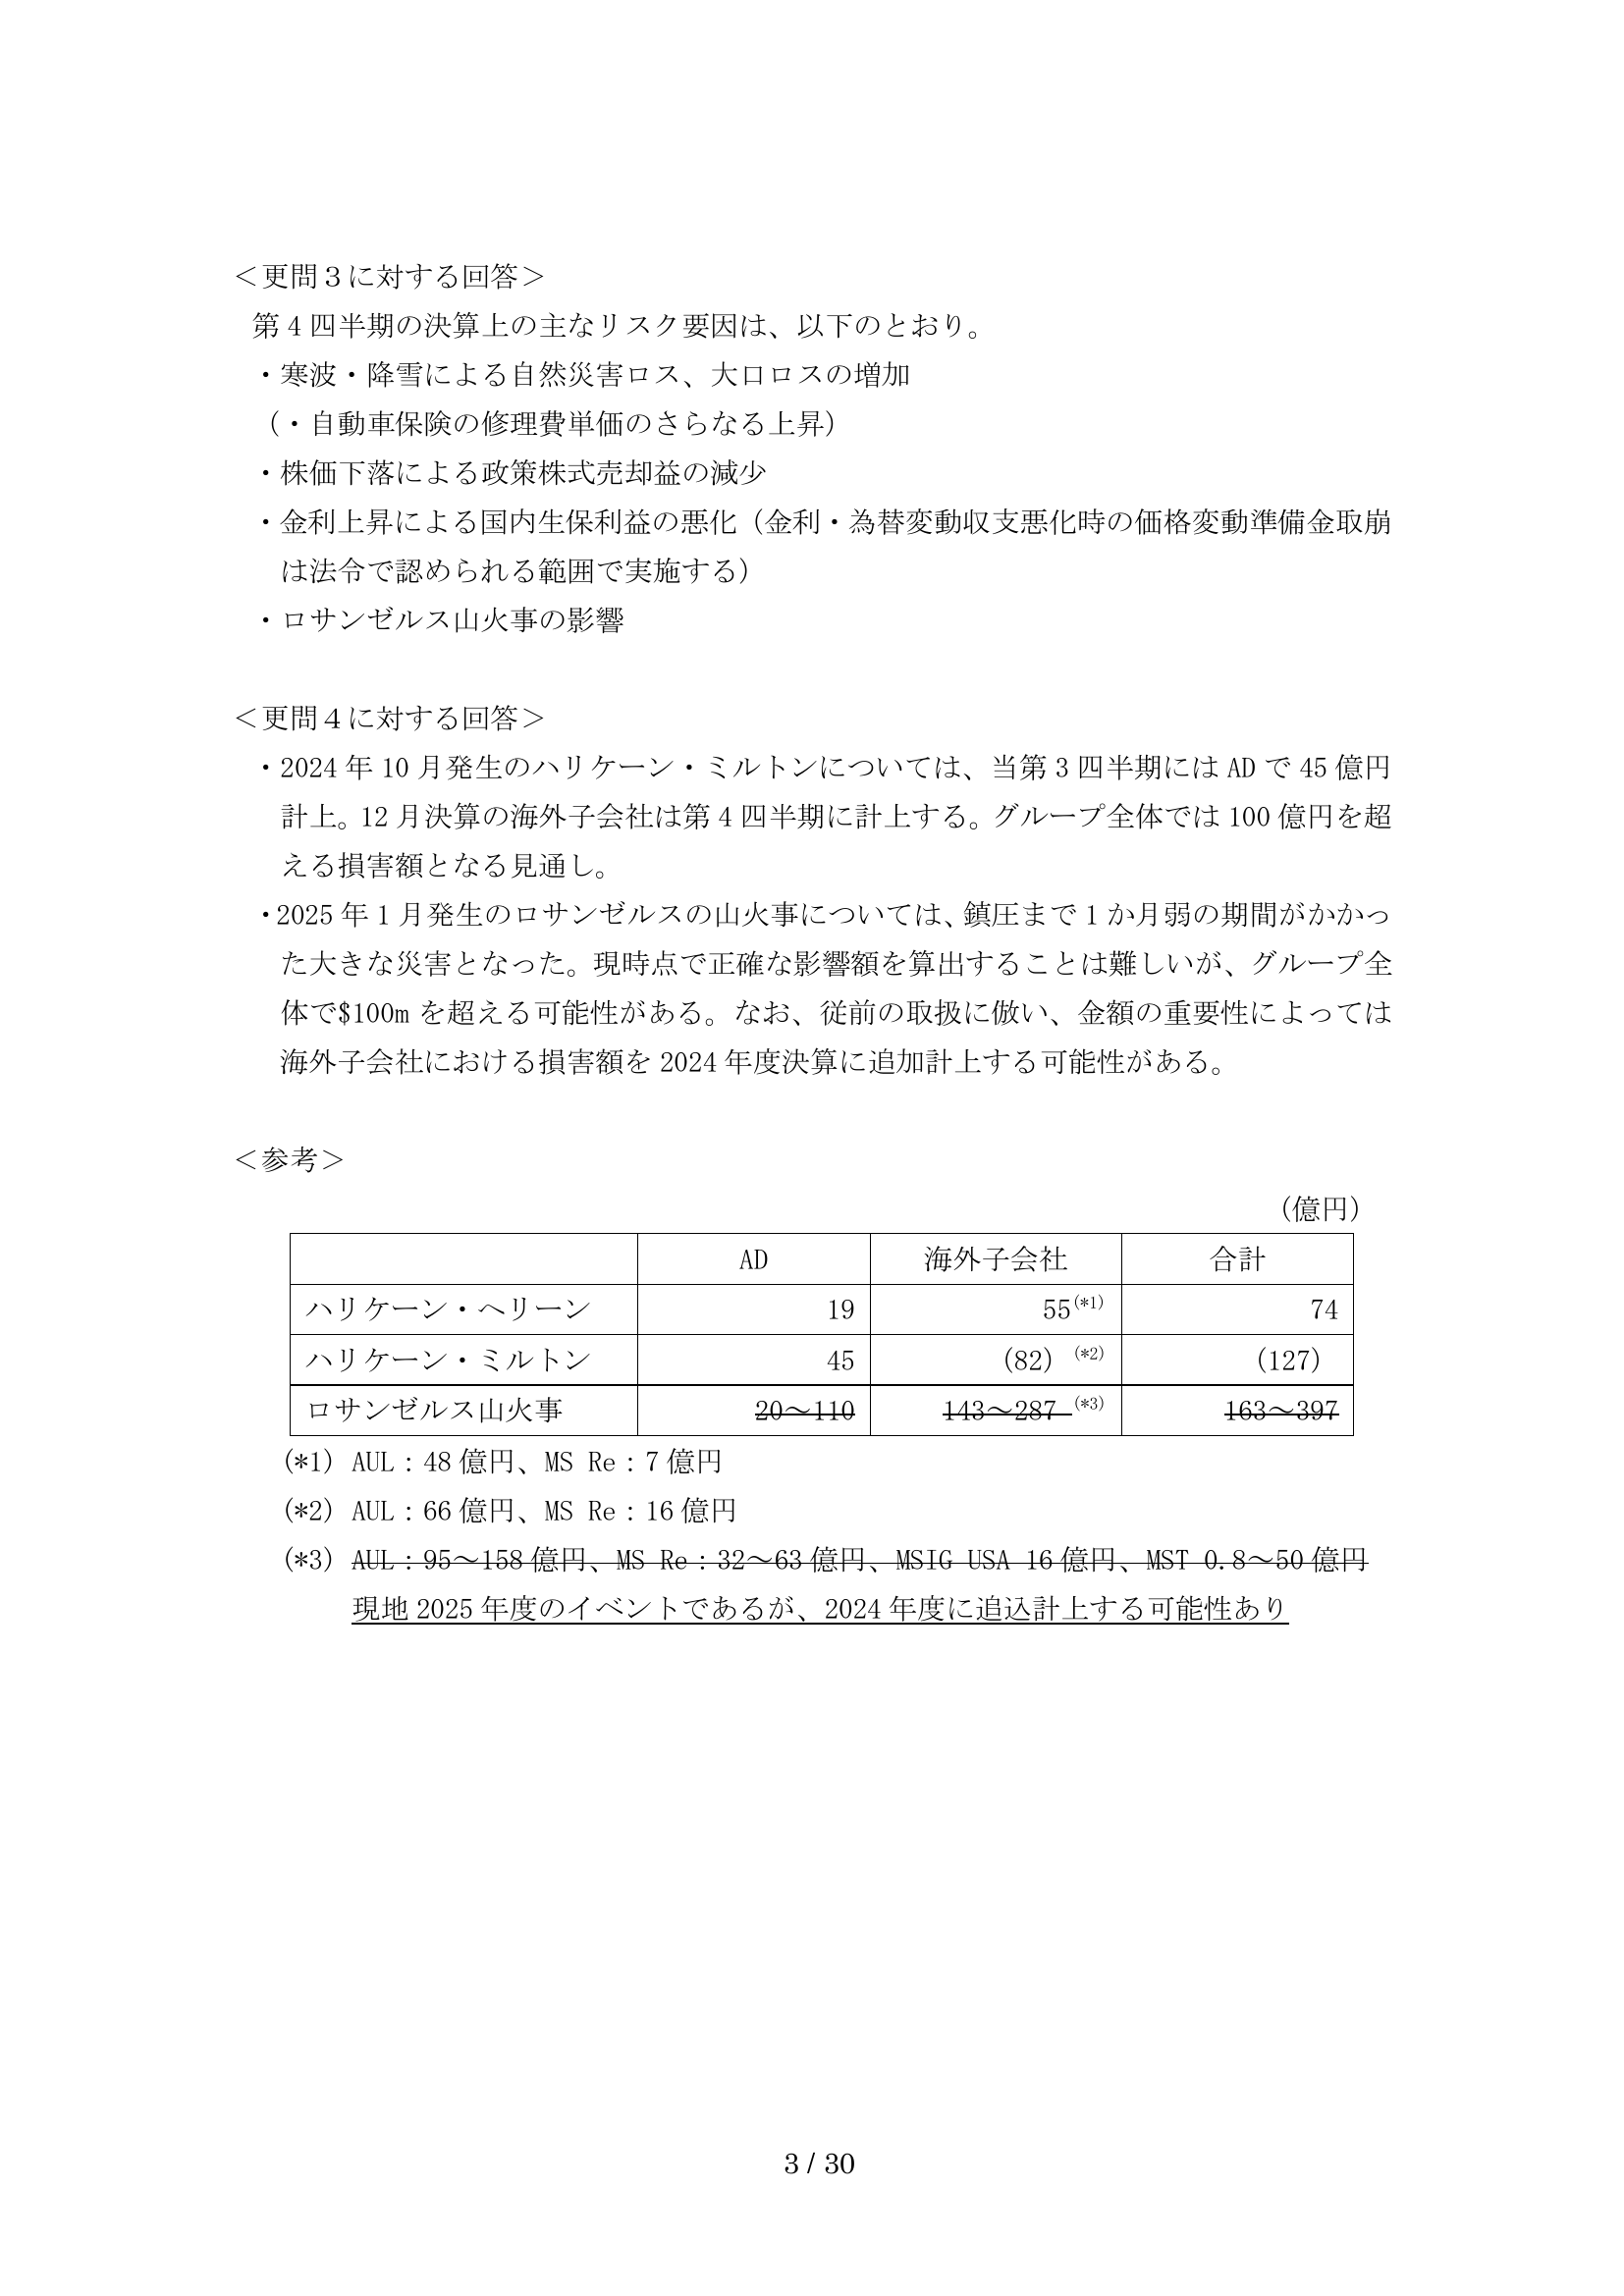 ＜更問３に対する回答＞
第 4 四半期の決算上の主なリスク要因は、以下のとおり。
・寒波・降雪による自然災害ロス、大口ロスの増加
（・自動車保険の修理費単価のさらなる上昇）
・株価下落による政策株式売却益の減少
・金利上昇による国内生保利益の悪化（金利・為替変動収支悪化時の価格変動準備金取崩
は法令で認められる範囲で実施する）
・ロサンゼルス山火事の影響
＜更問４に対する回答＞
・2024 年 10 月発生のハリケーン・ミルトンについては、当第 3 四半期には AD で 45 億円
計上。12 月決算の海外子会社は第 4 四半期に計上する。グループ全体では 100 億円を超
える損害額となる見通し。
・2025 年 1 月発生のロサンゼルスの山火事については、鎮圧まで 1 か月弱の期間がかかっ
た大きな災害となった。現時点で正確な影響額を算出することは難しいが、グループ全
体で$100m を超える可能性がある。なお、従前の取扱に倣い、金額の重要性によっては
海外子会社における損害額を 2024 年度決算に追加計上する可能性がある。
＜参考＞
（億円）
AD 海外子会社 合計
ハリケーン・ヘリーン 19 55(*1) 74
ハリケーン・ミルトン 45 （82）(*2) （127）
ロサンゼルス山火事 20～110 143～287 (*3) 163～397
（*1）AUL：48 億円、MS Re：7 億円
（*2）AUL：66 億円、MS Re：16 億円
（*3）AUL：95～158 億円、MS Re：32～63 億円、MSIG USA 16 億円、MST 0.8～50 億円
現地 2025 年度のイベントであるが、2024 年度に追込計上する可能性あり
3 / 30